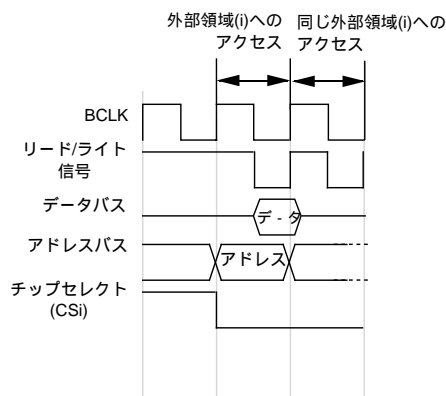 外部領域(i)への
アクセス
同じ外部領域(i)への
アクセス
BCLK
リード/ライト
信号
データバス
デ - タ
アドレスバス
アドレス
チップセレクト
(CSi)